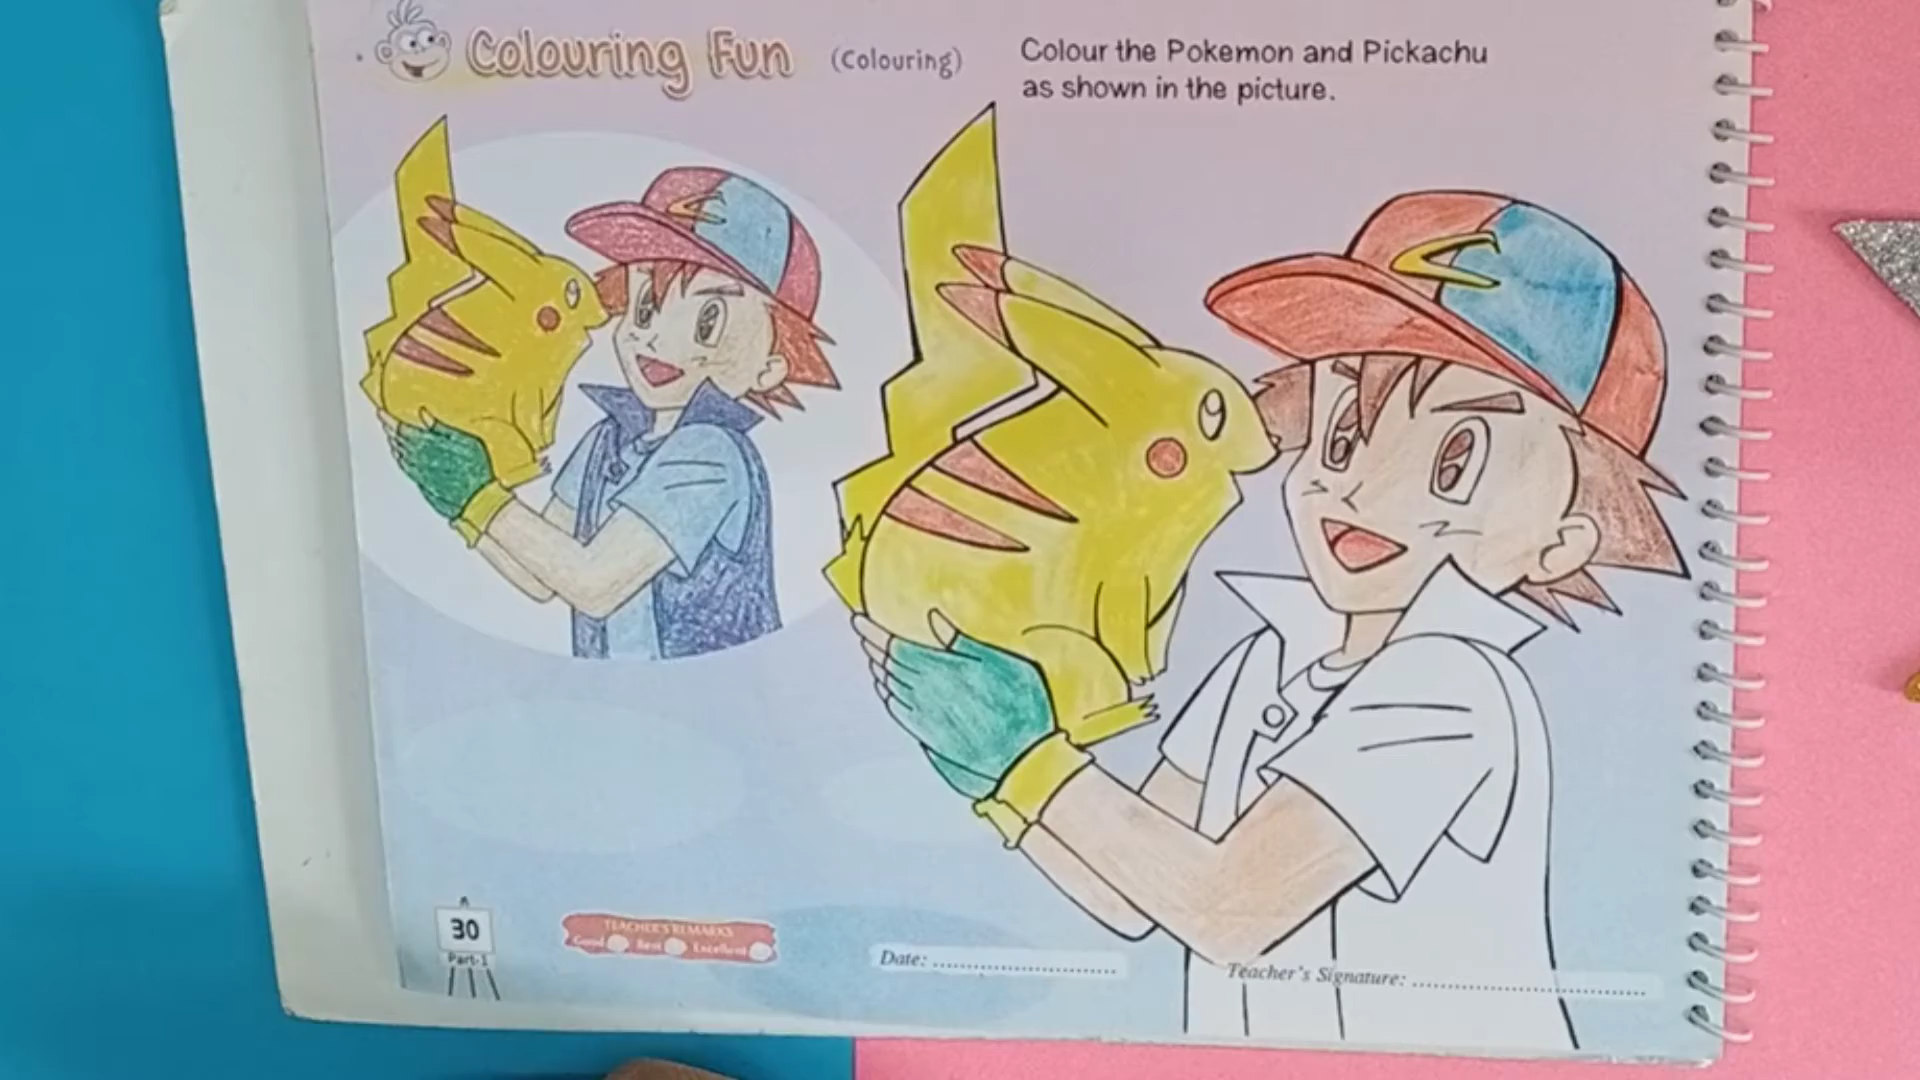 Colouring Fun (Colouring)
Colour the Pokemon and Pickachu
as shown in the picture.
30
Part-1
TEACHER'S REMARKS
Good Best Excellent
Date:
Teacher's Signature: